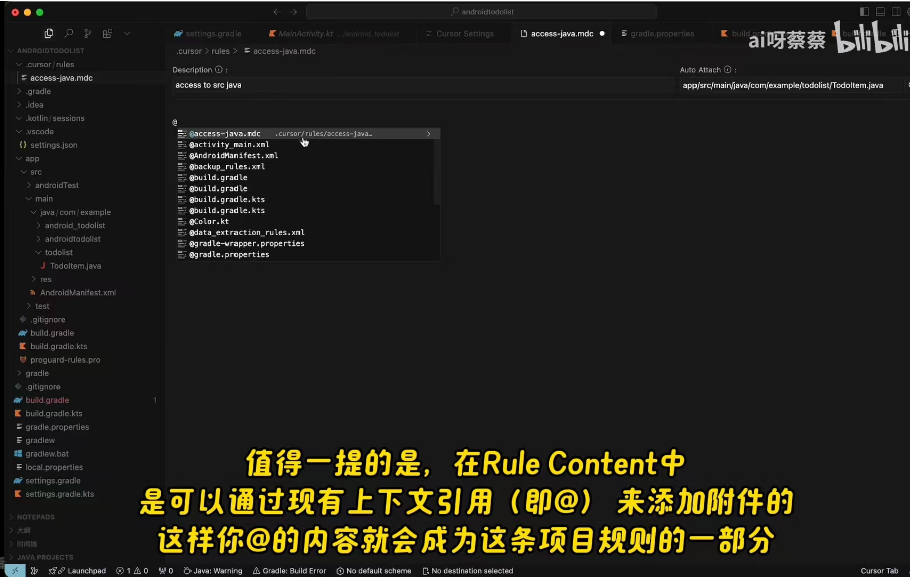 androidtodolist
settings.gradle
MainActivity.kt .../android_todolist
Cursor Settings
access-java.mdc
gradle.properties
ai呀蔡蔡
bilibili
ANDROIDTODOLIST
.cursor / rules
access-java.mdc
.gradle
.idea
.kotlin / sessions
.vscode
settings.json
app
src
androidTest
main
java / com / example
android_todolist
androidtodolist
todolist
TodoItem.java
res
AndroidManifest.xml
test
.gitignore
build.gradle
build.gradle.kts
proguard-rules.pro
gradle
.gitignore
build.gradle 1
build.gradle.kts
gradle.properties
gradlew
gradlew.bat
local.properties
settings.gradle
settings.gradle.kts
NOTEPADS
大纲
时间线
JAVA PROJECTS
.cursor > rules > access-java.mdc
Description :
access to src java
Auto Attach :
app/src/main/java/com/example/todolist/TodoItem.java
@
@access-java.mdc .cursor/rules/access-java…
@activity_main.xml
@AndroidManifest.xml
@backup_rules.xml
@build.gradle
@build.gradle
@build.gradle.kts
@build.gradle.kts
@Color.kt
@data_extraction_rules.xml
@gradle-wrapper.properties
@gradle.properties
值得一提的是，在Rule Content中
是可以通过现有上下文引用（即@）来添加附件的
这样你@的内容就会成为这条项目规则的一部分
Launchpad 1 0 0 Java: Warning Gradle: Build Error No default scheme No destination selected Cursor Tab